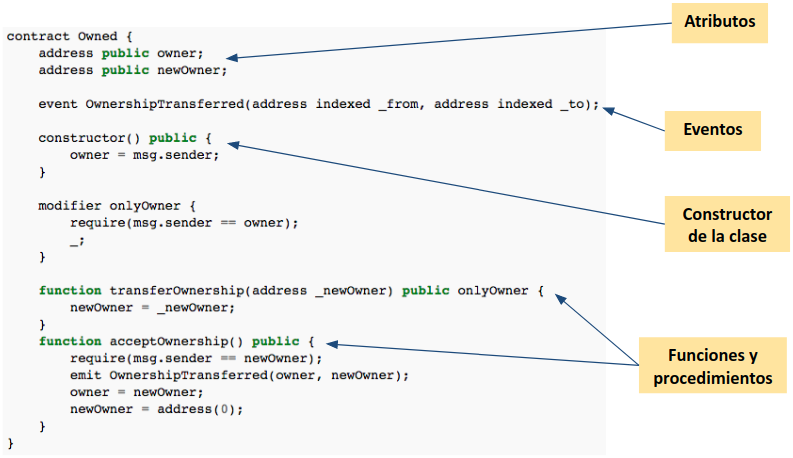 contract Owned {
    address public owner;
    address public newOwner;

    event OwnershipTransferred(address indexed _from, address indexed _to);

    constructor() public {
        owner = msg.sender;
    }

    modifier onlyOwner {
        require(msg.sender == owner);
        _;
    }

    function transferOwnership(address _newOwner) public onlyOwner {
        newOwner = _newOwner;
    }
    function acceptOwnership() public {
        require(msg.sender == newOwner);
        emit OwnershipTransferred(owner, newOwner);
        owner = newOwner;
        newOwner = address(0);
    }
}
Atributos
Eventos
Constructor
de la clase
Funciones y
procedimientos